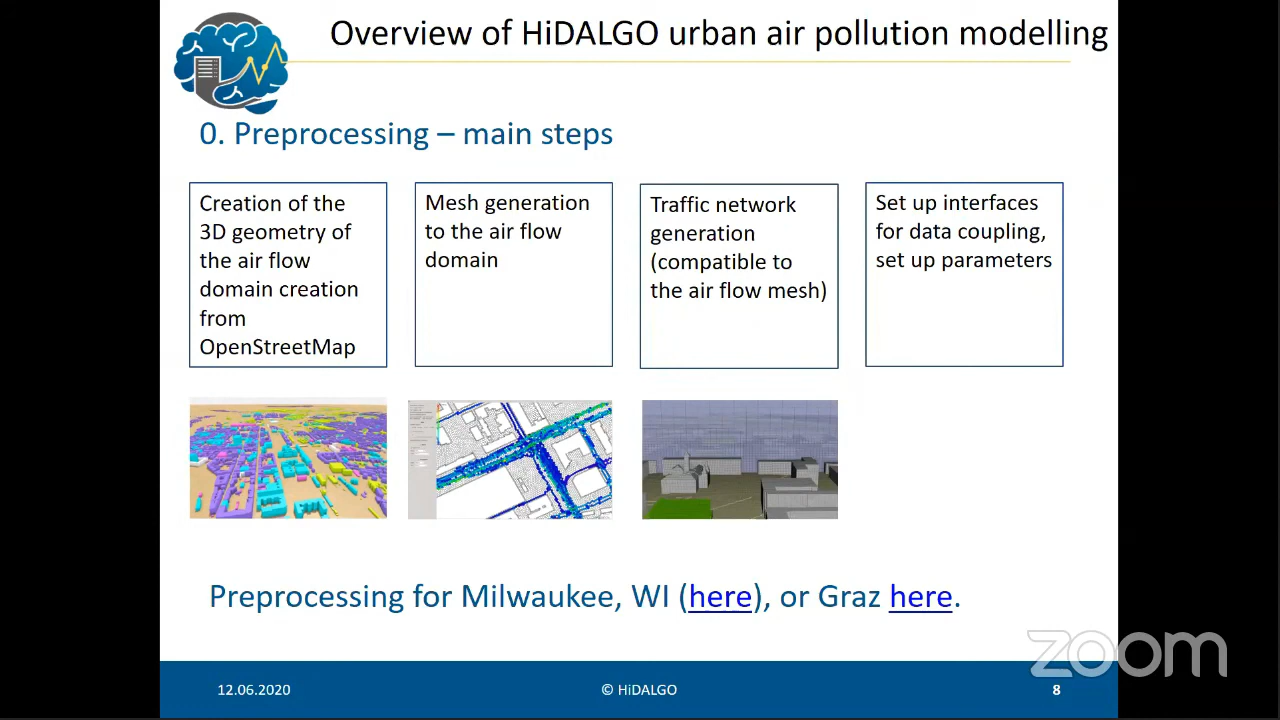 Overview of HiDALGO urban air pollution modelling
0. Preprocessing – main steps
Creation of the
3D geometry of
the air flow
domain creation
from
OpenStreetMap
Mesh generation
to the air flow
domain
Traffic network
generation
(compatible to
the air flow mesh)
Set up interfaces
for data coupling,
set up parameters
Preprocessing for Milwaukee, WI (here), or Graz here.
zoom
12.06.2020
© HiDALGO
8